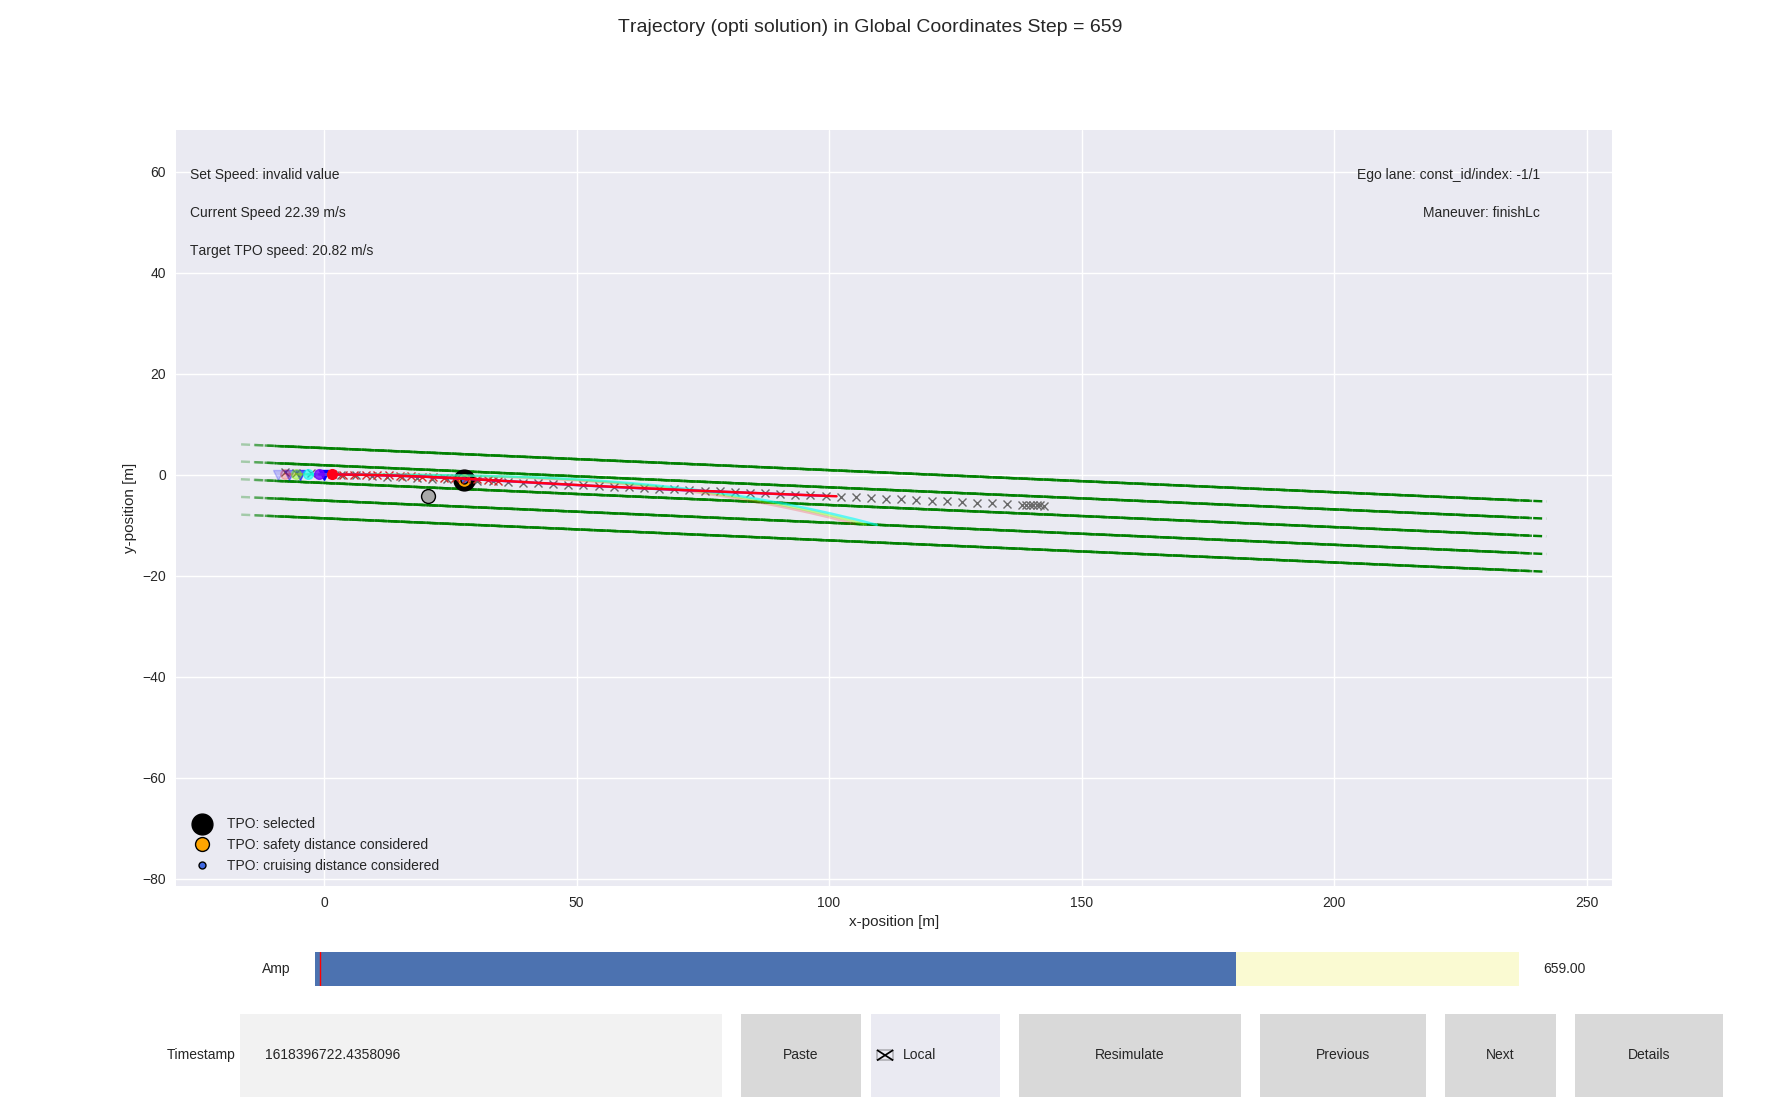 Trajectory (opti solution) in Global Coordinates Step = 659
60
40
20
0
−20
−40
−60
−80
y-position [m]
Set Speed: invalid value
Current Speed 22.39 m/s
Target TPO speed: 20.82 m/s
Ego lane: const_id/index: -1/1
Maneuver: finishLc
TPO: selected
TPO: safety distance considered
TPO: cruising distance considered
0 50 100 150 200 250
x-position [m]
Amp 659.00
Timestamp 1618396722.4358096 Paste Local Resimulate Previous Next Details